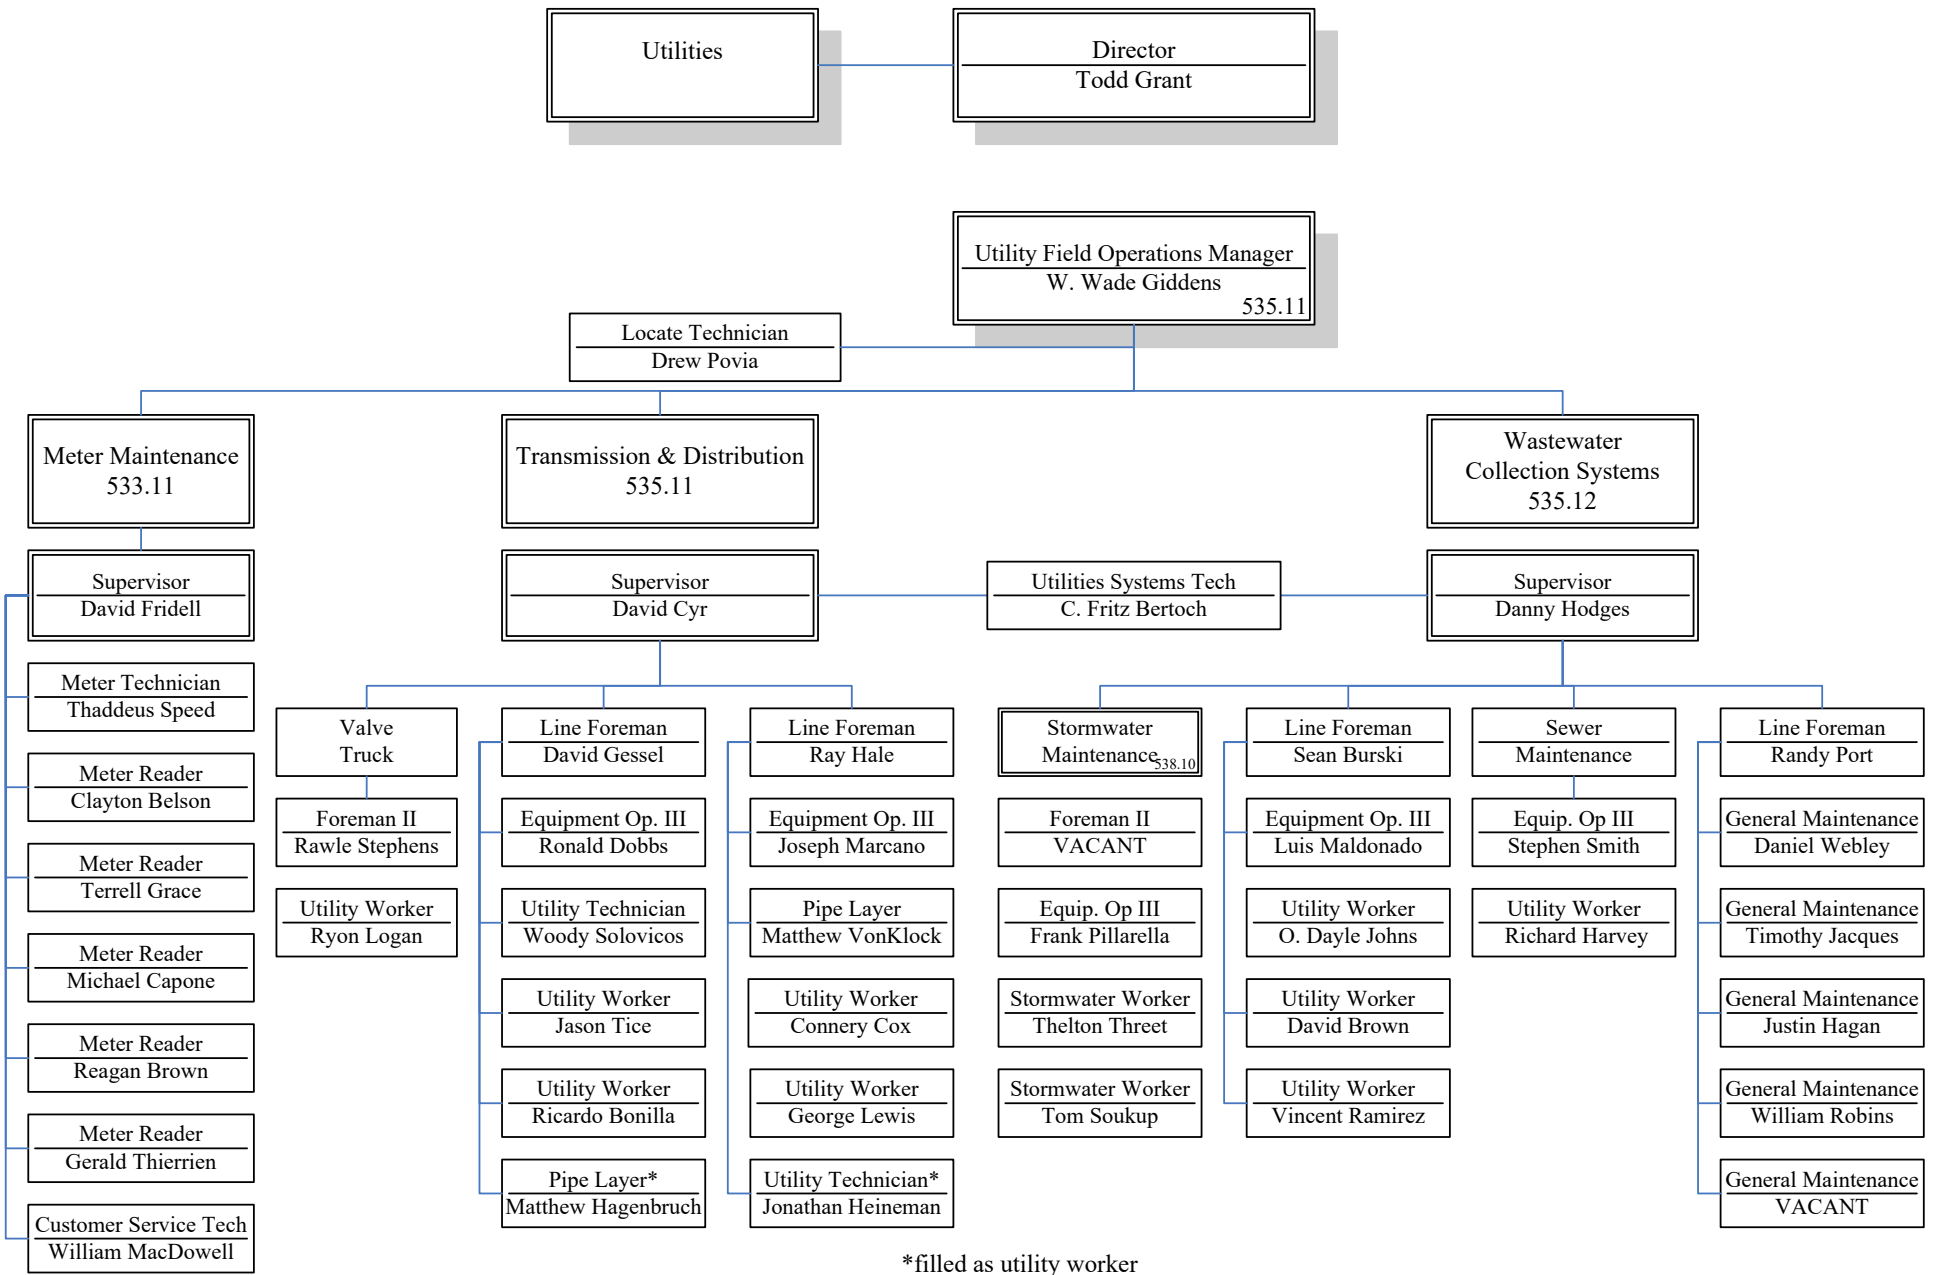 Utilities
Director
Todd Grant
Utility Field Operations Manager
W. Wade Giddens
535.11
Locate Technician
Drew Povia
Meter Maintenance
533.11
Transmission & Distribution
535.11
Wastewater
Collection Systems
535.12
Supervisor
David Fridell
Supervisor
David Cyr
Utilities Systems Tech
C. Fritz Bertoch
Supervisor
Danny Hodges
Meter Technician
Thaddeus Speed
Meter Reader
Clayton Belson
Meter Reader
Terrell Grace
Meter Reader
Michael Capone
Meter Reader
Reagan Brown
Meter Reader
Gerald Thierrien
Customer Service Tech
William MacDowell
Valve
Truck
Foreman II
Rawle Stephens
Utility Worker
Ryon Logan
Line Foreman
David Gessel
Equipment Op. III
Ronald Dobbs
Utility Technician
Woody Solovicos
Utility Worker
Jason Tice
Utility Worker
Ricardo Bonilla
Pipe Layer*
Matthew Hagenbruch
Line Foreman
Ray Hale
Equipment Op. III
Joseph Marcano
Pipe Layer
Matthew VonKlock
Utility Worker
Connery Cox
Utility Worker
George Lewis
Utility Technician*
Jonathan Heineman
Stormwater
Maintenance
538.10
Foreman II
VACANT
Equip. Op III
Frank Pillarella
Stormwater Worker
Thelton Threet
Stormwater Worker
Tom Soukup
Line Foreman
Sean Burski
Equipment Op. III
Luis Maldonado
Utility Worker
O. Dayle Johns
Utility Worker
David Brown
Utility Worker
Vincent Ramirez
Sewer
Maintenance
Equip. Op III
Stephen Smith
Utility Worker
Richard Harvey
Line Foreman
Randy Port
General Maintenance
Daniel Webley
General Maintenance
Timothy Jacques
General Maintenance
Justin Hagan
General Maintenance
William Robins
General Maintenance
VACANT
*filled as utility worker